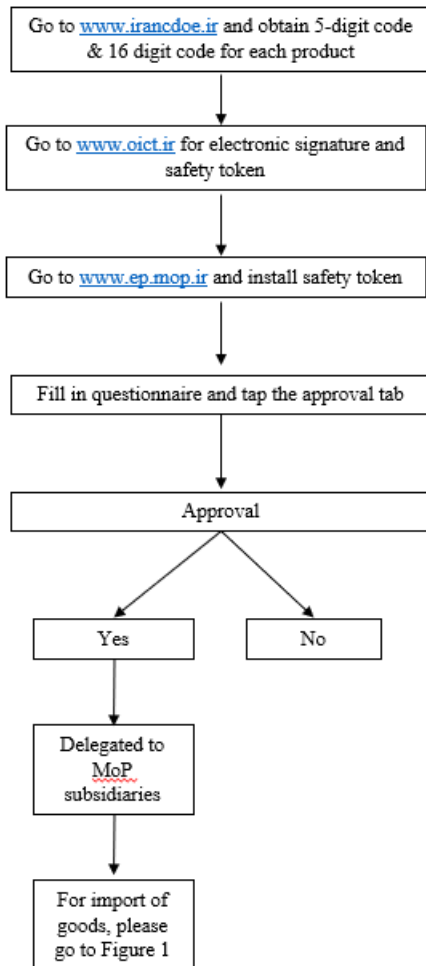 Go to www.irancdoe.ir and obtain 5-digit code
& 16 digit code for each product
Go to www.oict.ir for electronic signature and
safety token
Go to www.ep.mop.ir and install safety token
Fill in questionnaire and tap the approval tab
Approval
Yes
No
Delegated to
MoP
subsidiaries
For import of
goods, please
go to Figure 1